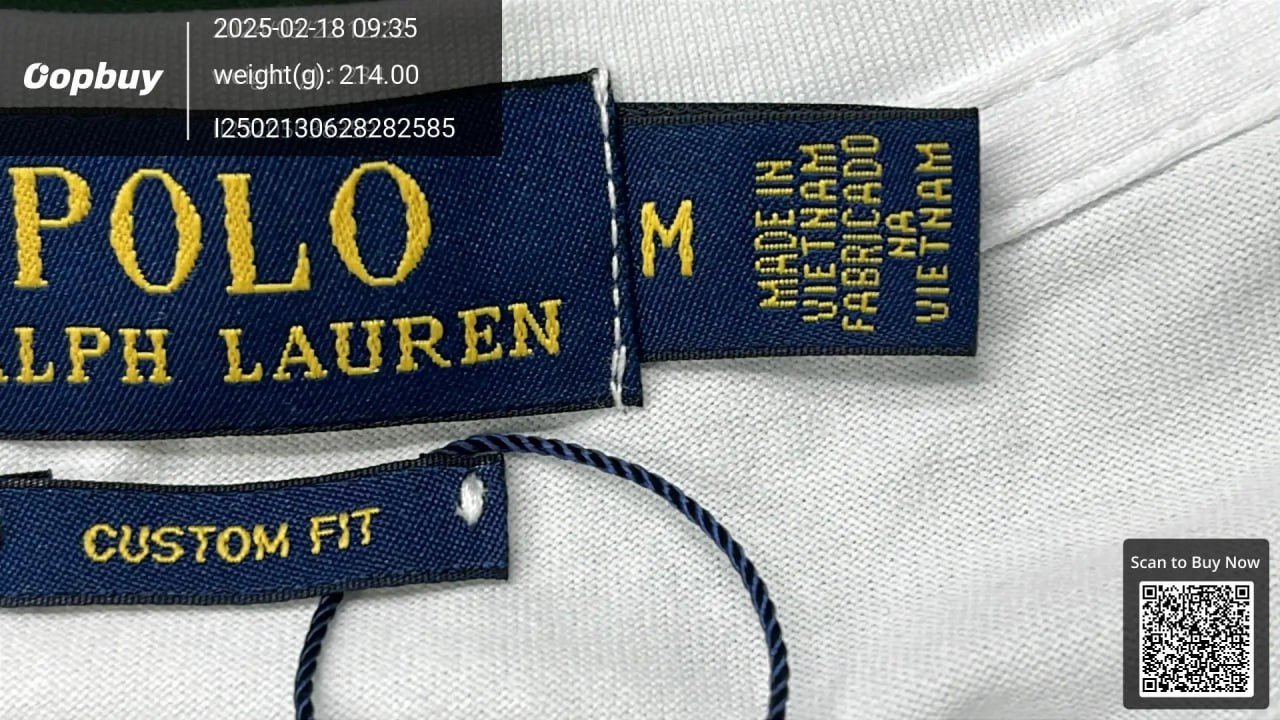 2025-02-18 09:35
Oopbuy
weight(g): 214.00
I2502130628282585
POLO
LPH LAUREN
M
MADE IN
VIETNAM
FABRICADO
NA
VIETNAM
CUSTOM FIT
Scan to Buy Now